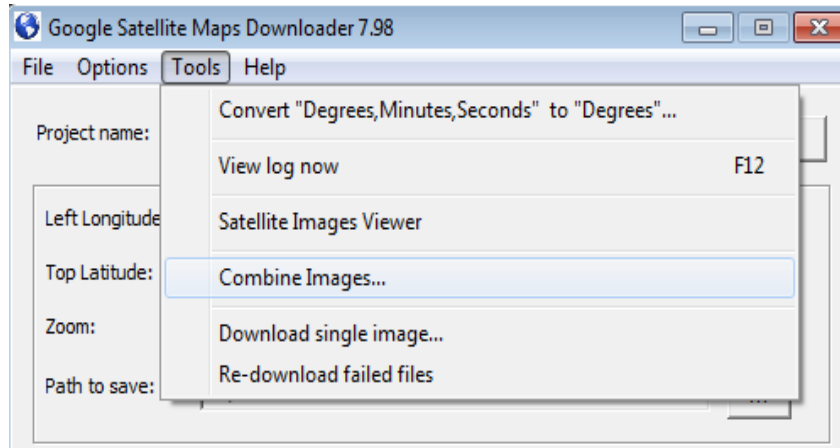 Google Satellite Maps Downloader 7.98
File Options Tools Help
Convert "Degrees,Minutes,Seconds" to "Degrees"...
Project name:
View log now F12
Left Longitude
Satellite Images Viewer
Top Latitude:
Combine Images...
Zoom:
Download single image...
Re-download failed files
Path to save:
...